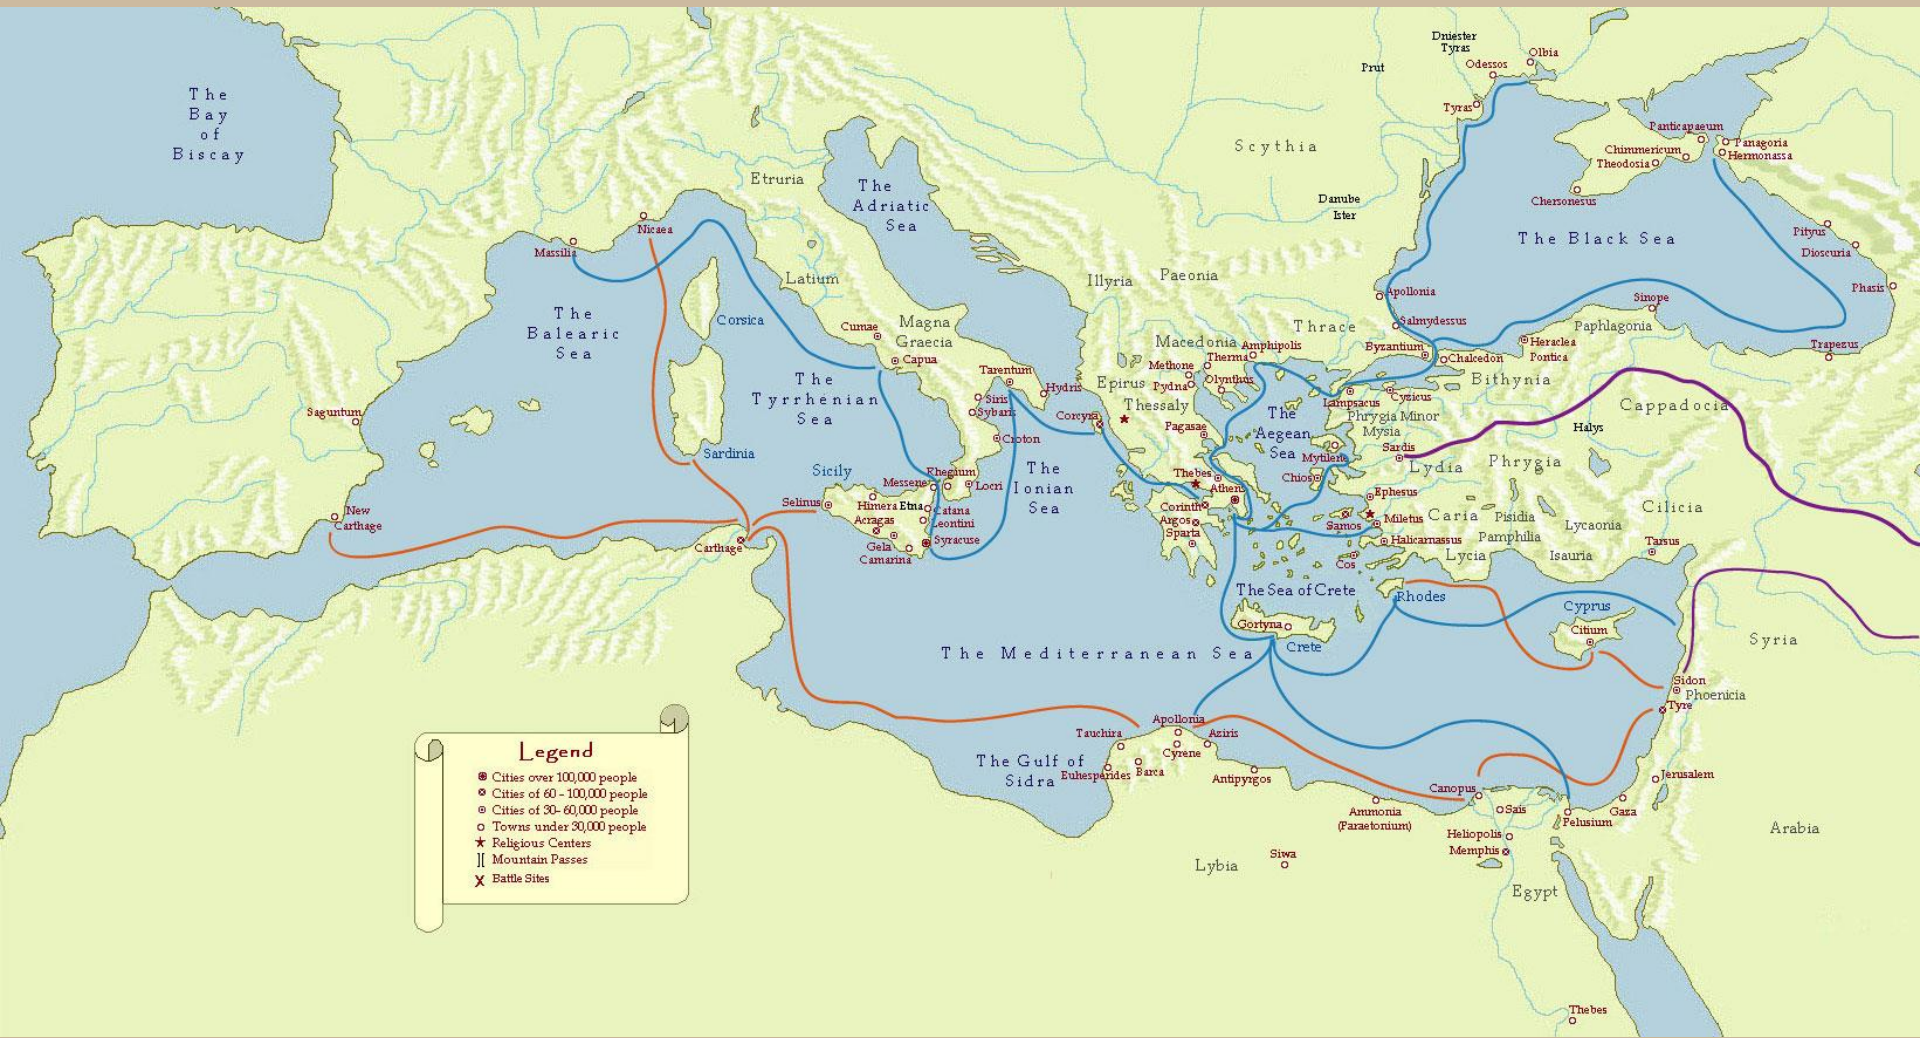 The
Bay
of
Biscay
Dniester
Tyras
Olbia
Odessos
Prut
Tyras
Scythia
Panticapaeum
Panagoria
Chimmericum
Hermonassa
Theodosia
Chersonesus
Etruria
The
Adriatic
Sea
Danube
Ister
Nicaea
Massilia
The Black Sea
Pityus
Dioscuria
Phasis
Latium
Illyria
Paeonia
Apollonia
Sinope
The
Balearic
Sea
Corsica
Cumae
Magna
Graecia
Capua
Thrace
Salmydessus
Paphlagonia
Heraclea
Pontica
Trapezus
Macedonia
Amphipolis
Byzantium
Chalcedon
Therma
Methone
Pydna
Olynthus
Bithynia
The
Tyrrhenian
Sea
Tarentum
Hydris
Siris
Sybaris
Epirus
Thessaly
Corcyra
Pagasae
The
Aegean
Sea
Lampsacus
Cyzicus
Phrygia Minor
Mysia
Cappadocia
Halys
Saguntum
Croton
Sardinia
Sicily
The
Ionian
Sea
Mytilene
Sardis
Lydia
Phrygia
Rhegium
Locri
Messene
Thebes
Athens
Chios
Ephesus
Selinus
Himera
Etna
Catana
Acragas
Leontini
Syracuse
Gela
Camarina
Corinth
Argos
Sparta
Samos
Miletus
Caria
Pisidia
Lycaonia
Cilicia
Halicarnassus
Pamphilia
Lycia
Isauria
Tarsus
Cos
New
Carthage
Carthage
The Sea of Crete
Rhodes
Cyprus
Citium
Gortyna
Crete
Syria
The Mediterranean Sea
Sidon
Phoenicia
Tyre
Apollonia
Tauchira
Aziris
Cyrene
The Gulf of
Sidra
Euhesperides
Barca
Antipyrgos
Jerusalem
Canopus
Ammonia
(Paraetonium)
Sais
Pelusium
Gaza
Heliopolis
Memphis
Arabia
Lybia
Siwa
Egypt
Thebes
Legend
Cities over 100,000 people
Cities of 60 - 100,000 people
Cities of 30- 60,000 people
Towns under 30,000 people
Religious Centers
Mountain Passes
Battle Sites